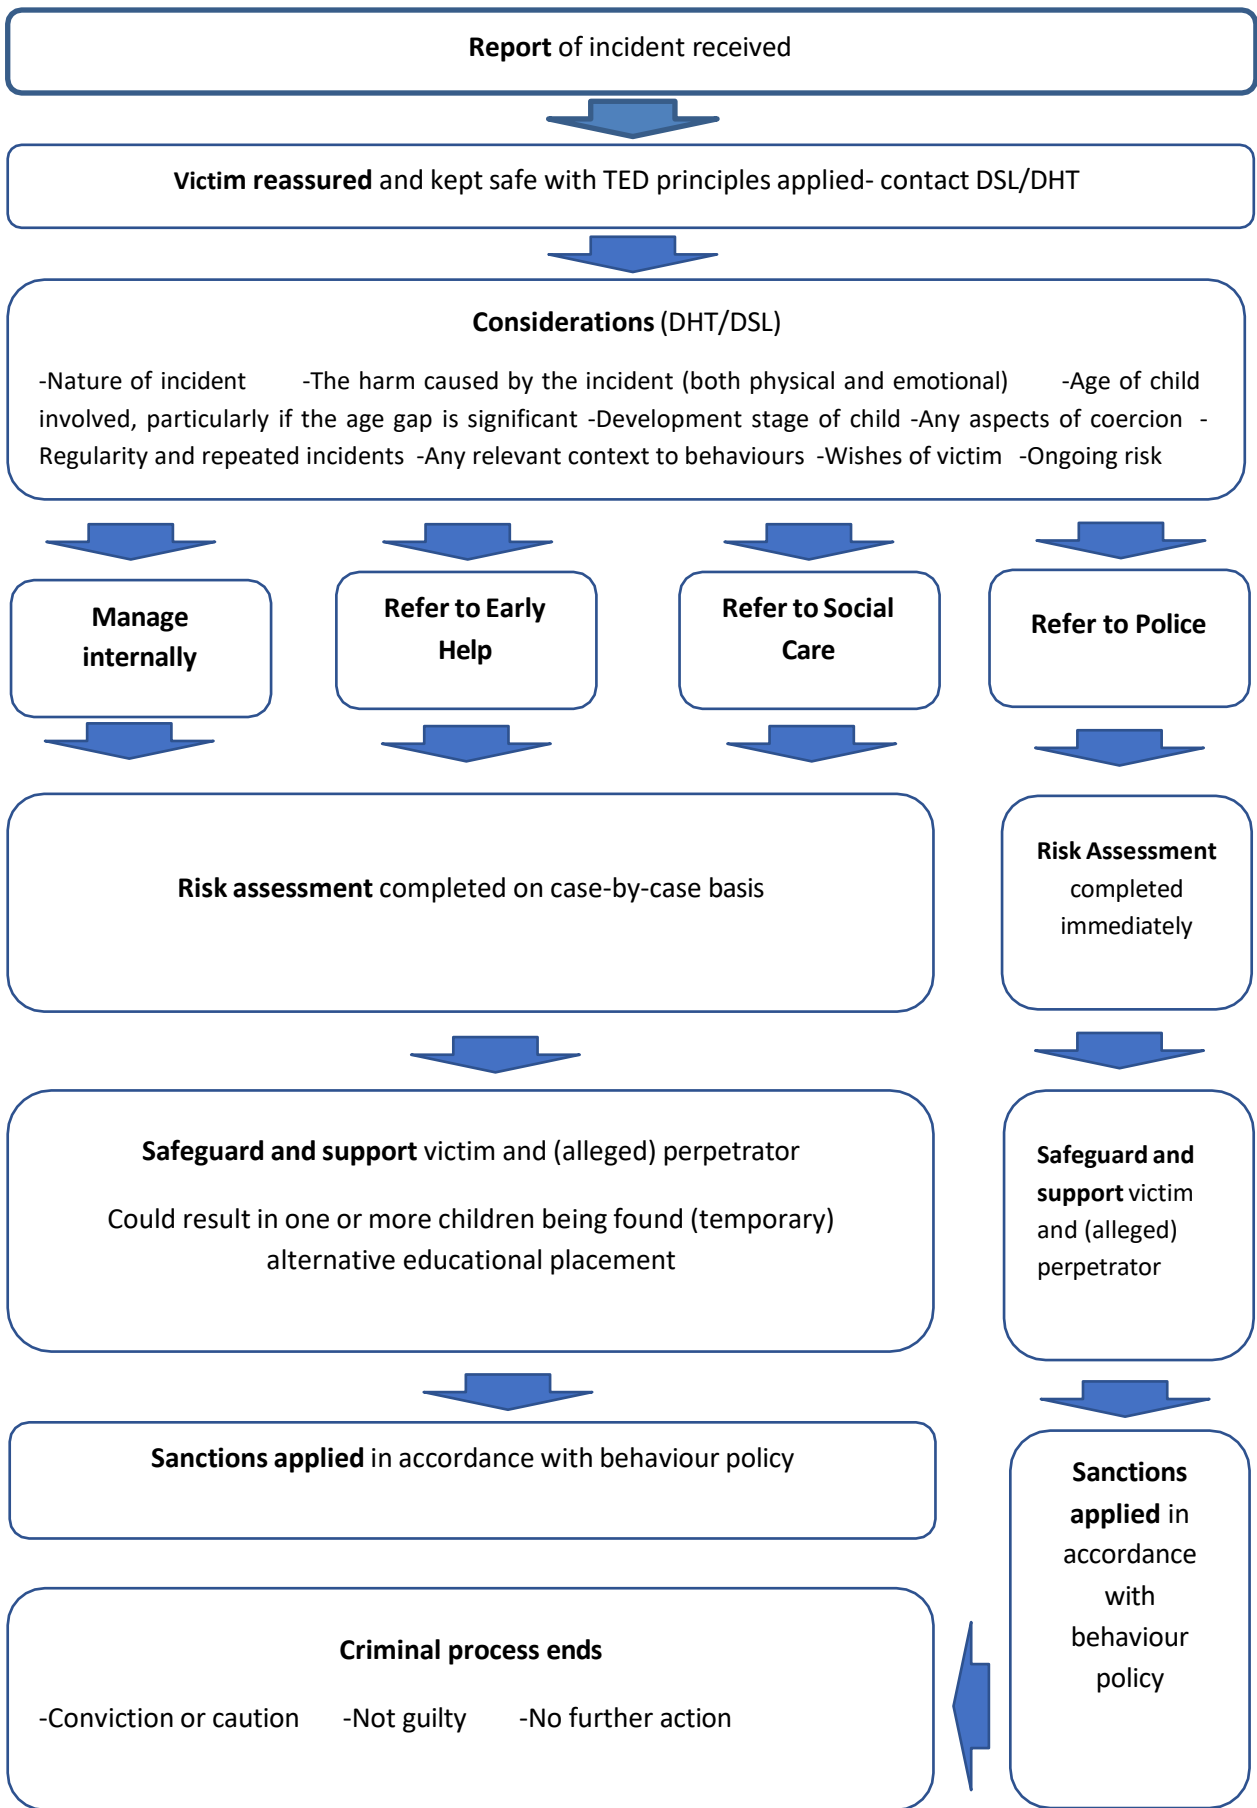 Report of incident received
Victim reassured and kept safe with TED principles applied- contact DSL/DHT
Considerations (DHT/DSL)
-Nature of incident -The harm caused by the incident (both physical and emotional) -Age of child
involved, particularly if the age gap is significant -Development stage of child -Any aspects of coercion -
Regularity and repeated incidents -Any relevant context to behaviours -Wishes of victim -Ongoing risk
Manage
internally
Refer to Early
Help
Refer to Social
Care
Refer to Police
Risk assessment completed on case-by-case basis
Risk Assessment
completed
immediately
Safeguard and support victim and (alleged) perpetrator
Could result in one or more children being found (temporary)
alternative educational placement
Safeguard and
support victim
and (alleged)
perpetrator
Sanctions applied in accordance with behaviour policy
Sanctions
applied in
accordance
with
behaviour
policy
Criminal process ends
-Conviction or caution -Not guilty -No further action